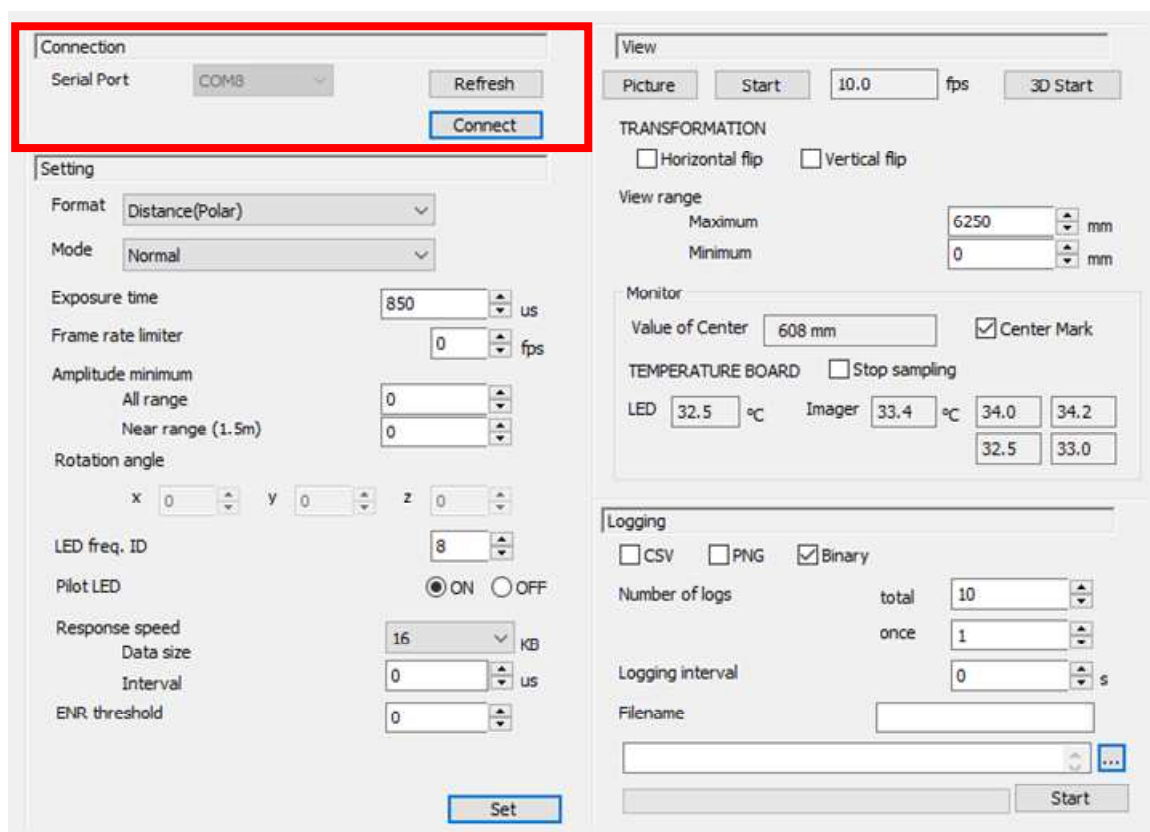 Connection
Serial Port COM8 Refresh
Connect
Setting
Format Distance(Polar)
Mode Normal
Exposure time 850 us
Frame rate limiter 0 fps
Amplitude minimum
All range 0
Near range (1.5m) 0
Rotation angle
x 0 y 0 z 0
LED freq. ID 8
Pilot LED ON OFF
Response speed
Data size 16 KB
Interval 0 us
ENR threshold 0
Set
View
Picture Start 10.0 fps 3D Start
TRANSFORMATION
Horizontal flip Vertical flip
View range
Maximum 6250 mm
Minimum 0 mm
Monitor
Value of Center 608 mm Center Mark
TEMPERATURE BOARD Stop sampling
LED 32.5 ℃ Imager 33.4 ℃ 34.0 34.2
32.5 33.0
Logging
CSV PNG Binary
Number of logs total 10
once 1
Logging interval 0 s
Filename
...
Start